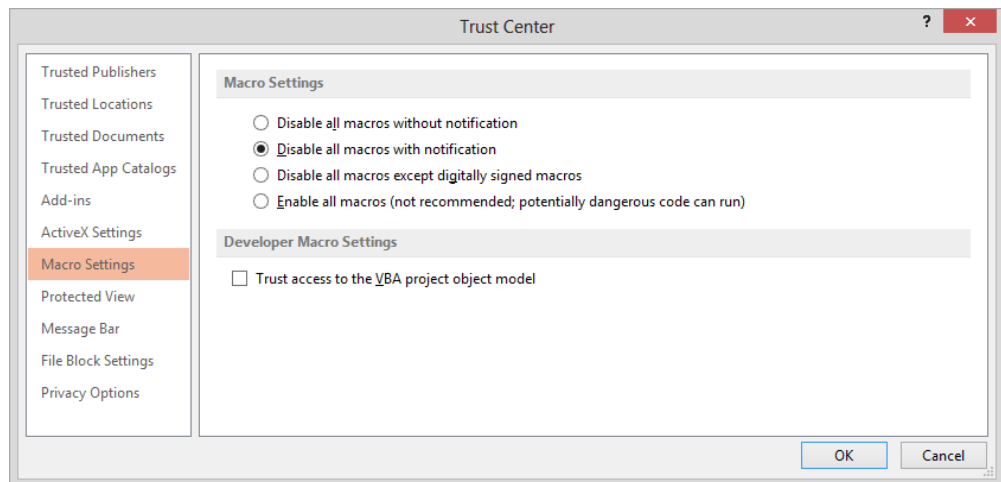 Trust Center
?
Trusted Publishers
Trusted Locations
Trusted Documents
Trusted App Catalogs
Add-ins
ActiveX Settings
Macro Settings
Protected View
Message Bar
File Block Settings
Privacy Options
Macro Settings
Disable all macros without notification
Disable all macros with notification
Disable all macros except digitally signed macros
Enable all macros (not recommended; potentially dangerous code can run)
Developer Macro Settings
Trust access to the VBA project object model
OK Cancel